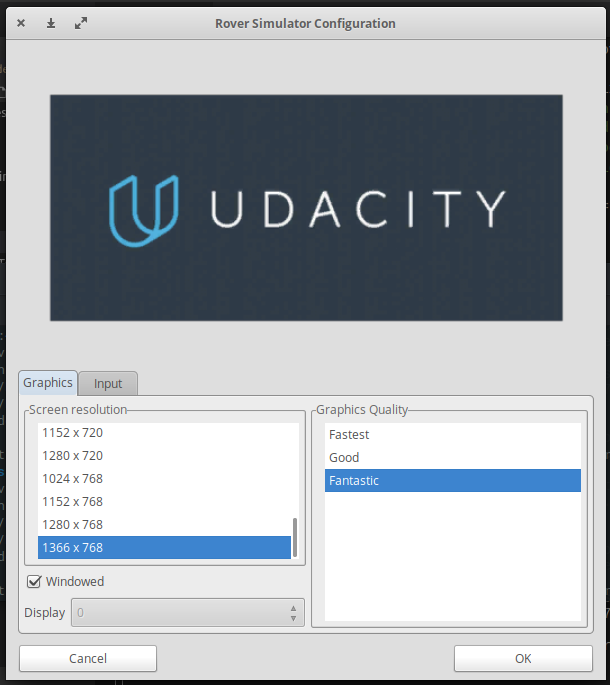 Rover Simulator Configuration
UDACITY
Graphics
Input
Screen resolution
1152 x 720
1280 x 720
1024 x 768
1152 x 768
1280 x 768
1366 x 768
Windowed
Display 0
Graphics Quality
Fastest
Good
Fantastic
Cancel
OK